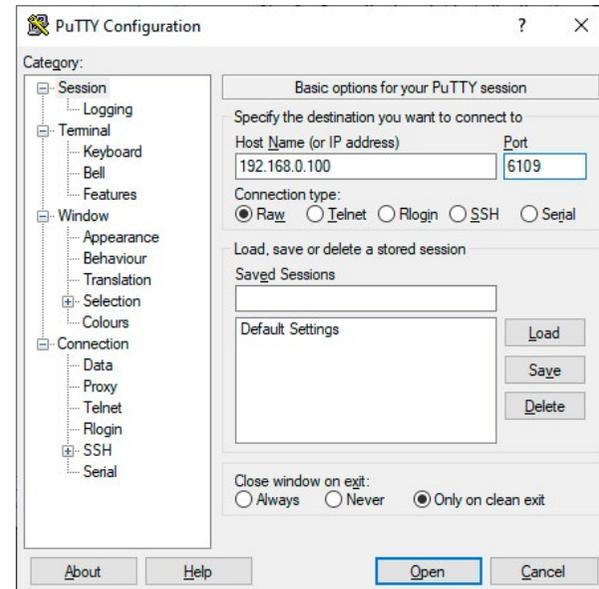 PuTTY Configuration ? ×
Category:
Session
Logging
Terminal
Keyboard
Bell
Features
Window
Appearance
Behaviour
Translation
Selection
Colours
Connection
Data
Proxy
Telnet
Rlogin
SSH
Serial
Basic options for your PuTTY session
Specify the destination you want to connect to
Host Name (or IP address) Port
192.168.0.100 6109
Connection type:
Raw Telnet Rlogin SSH Serial
Load, save or delete a stored session
Saved Sessions
Default Settings
Load
Save
Delete
Close window on exit:
Always Never Only on clean exit
About Help Open Cancel